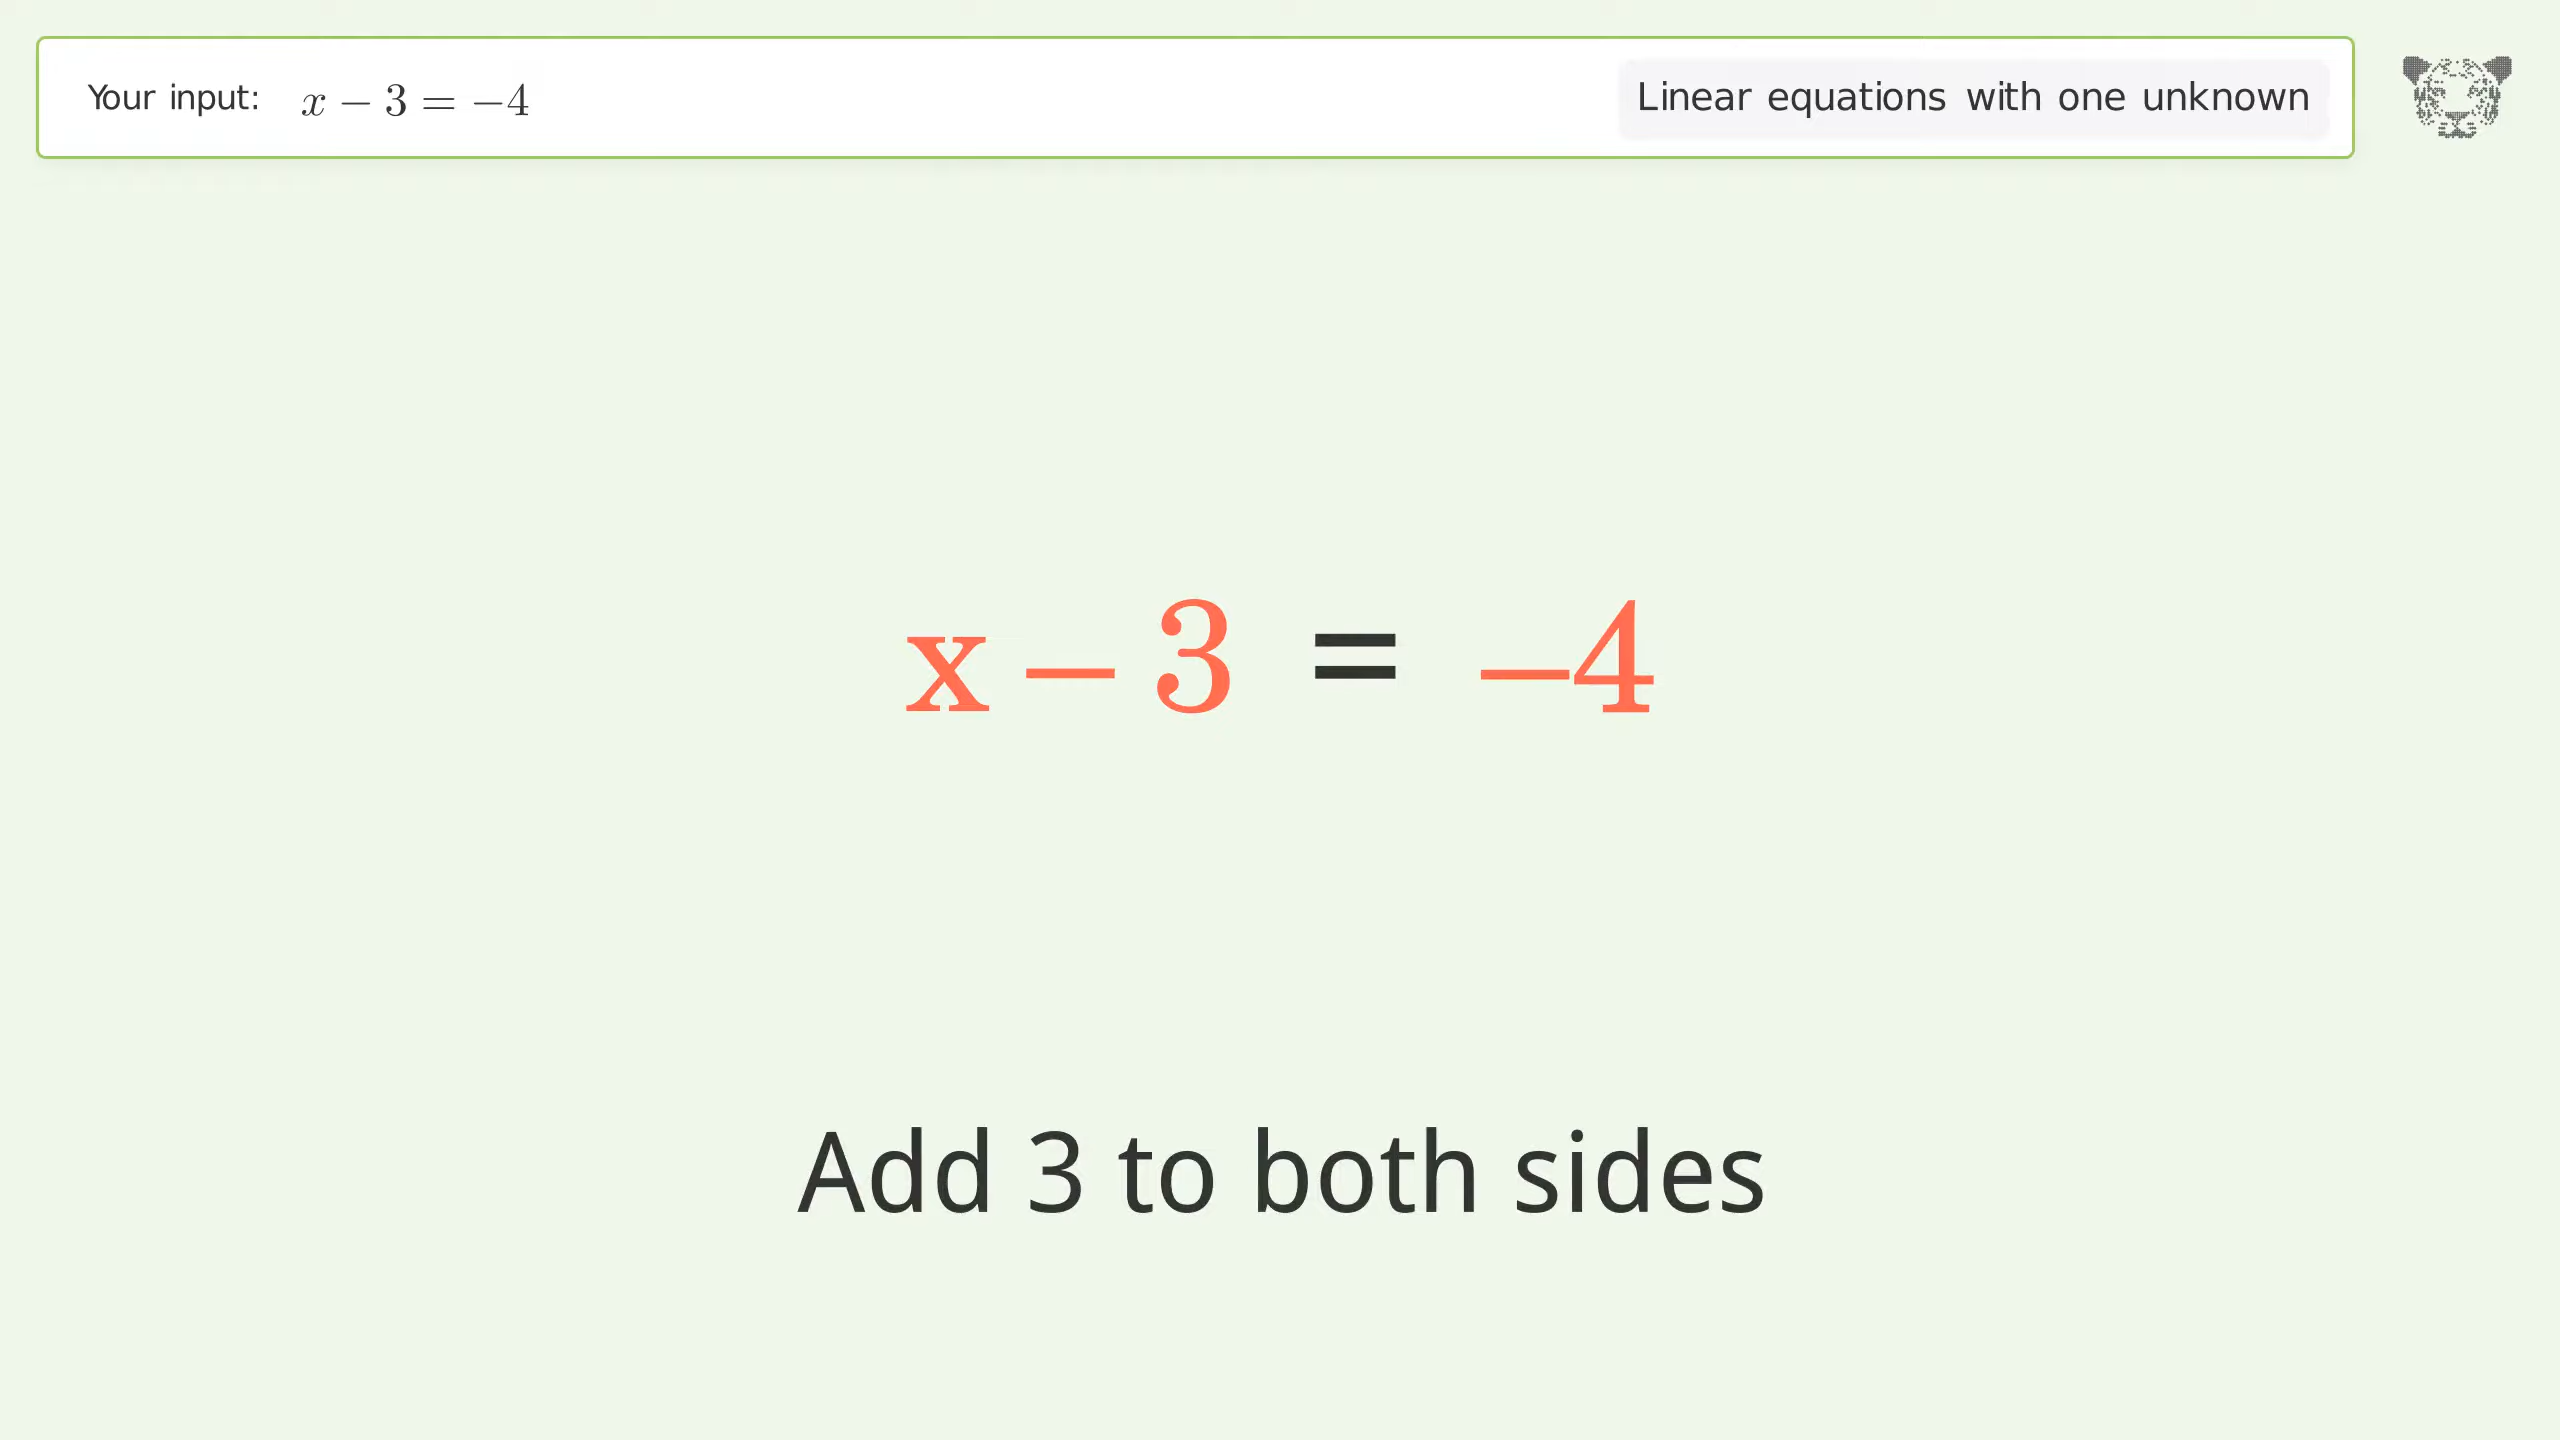 Your input: x − 3 = −4
Linear equations with one unknown
x − 3 = −4
Add 3 to both sides